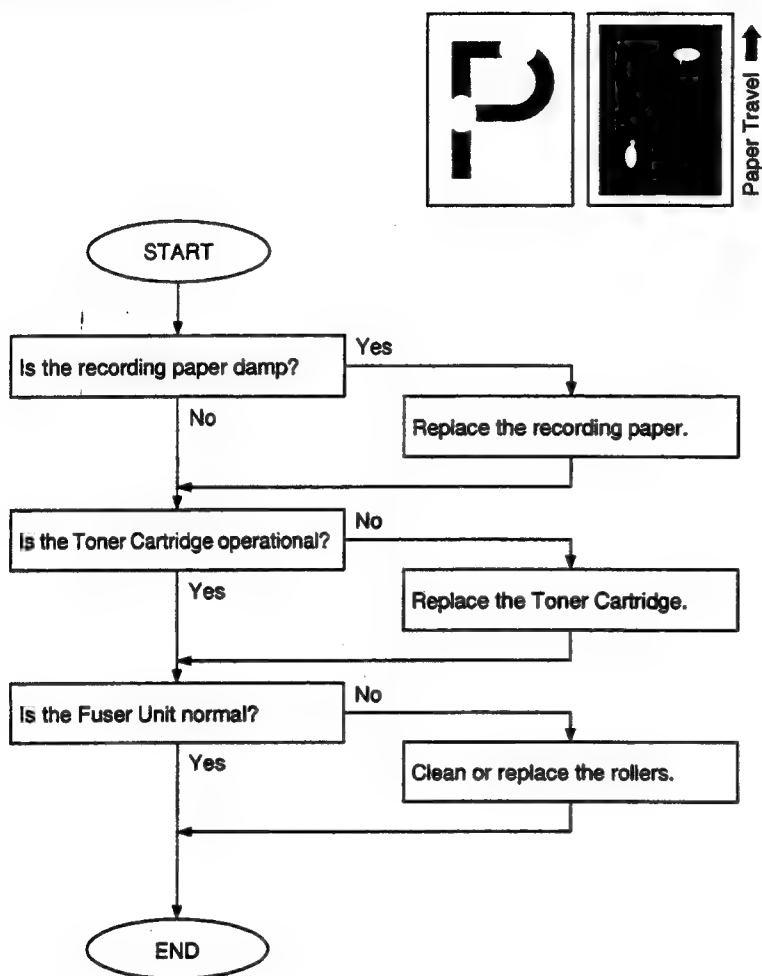 P
Paper Travel
START
Is the recording paper damp?
Yes
No
Replace the recording paper.
Is the Toner Cartridge operational?
No
Yes
Replace the Toner Cartridge.
Is the Fuser Unit normal?
No
Yes
Clean or replace the rollers.
END